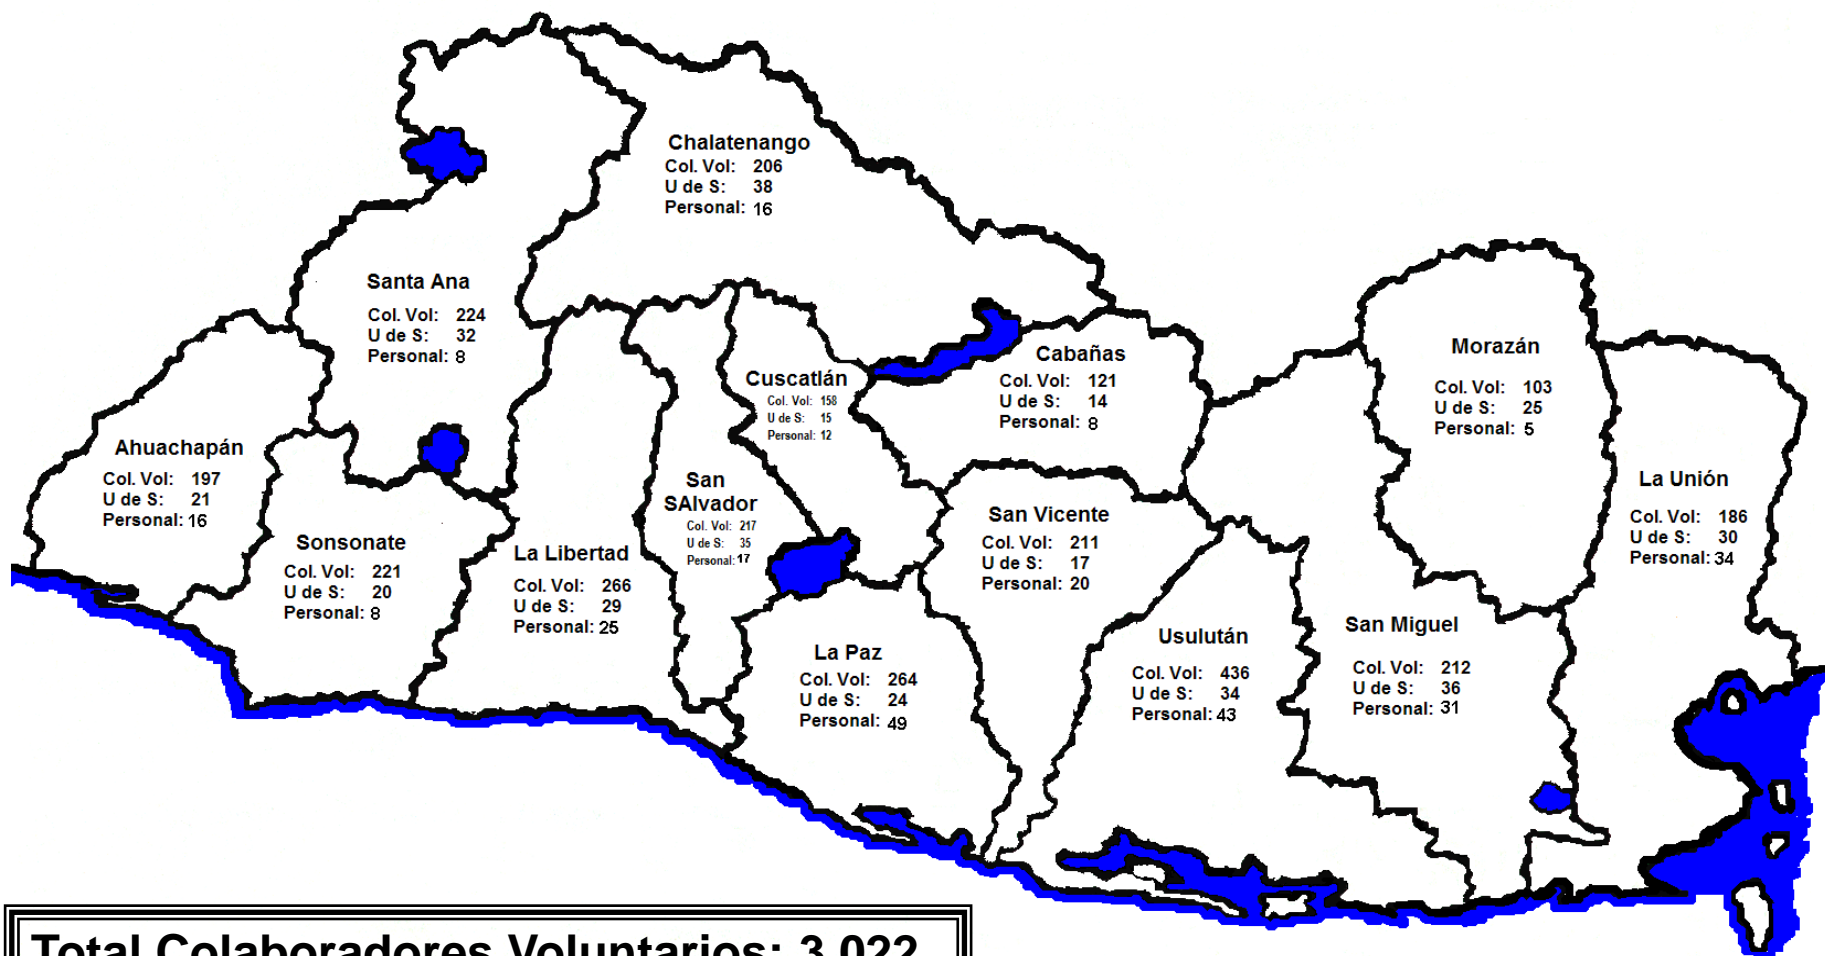 Chalatenango
Col. Vol: 206
U de S: 38
Personal: 16
Santa Ana
Col. Vol: 224
U de S: 32
Personal: 8
Ahuachapán
Col. Vol: 197
U de S: 21
Personal: 16
Sonsonate
Col. Vol: 221
U de S: 20
Personal: 8
La Libertad
Col. Vol: 266
U de S: 29
Personal: 25
San
SAlvador
Col. Vol: 217
U de S: 35
Personal: 17
Cuscatlán
Col. Vol: 158
U de S: 15
Personal: 12
Cabañas
Col. Vol: 121
U de S: 14
Personal: 8
San Vicente
Col. Vol: 211
U de S: 17
Personal: 20
La Paz
Col. Vol: 264
U de S: 24
Personal: 49
Usulután
Col. Vol: 436
U de S: 34
Personal: 43
San Miguel
Col. Vol: 212
U de S: 36
Personal: 31
Morazán
Col. Vol: 103
U de S: 25
Personal: 5
La Unión
Col. Vol: 186
U de S: 30
Personal: 34
Total Colaboradores Voluntarios: 3,022